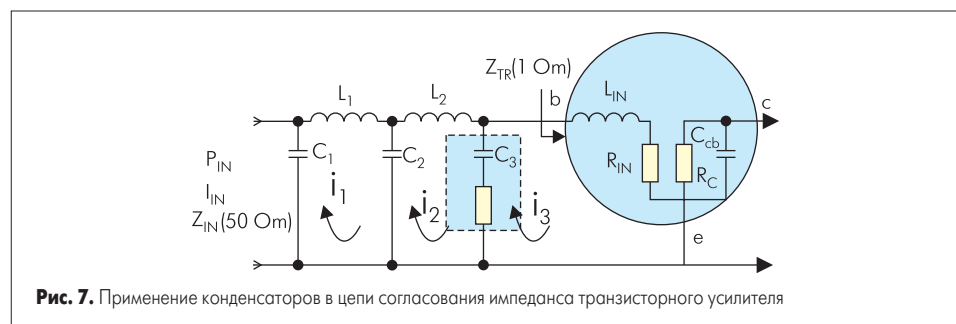 Z_TR(1 Om)
L_1
L_2
b
L_IN
c
C_1
C_2
C_3
C_cb
P_IN
R_IN
R_C
I_IN
i_1
i_2
i_3
Z_IN(50 Om)
e
Рис. 7. Применение конденсаторов в цепи согласования импеданса транзисторного усилителя